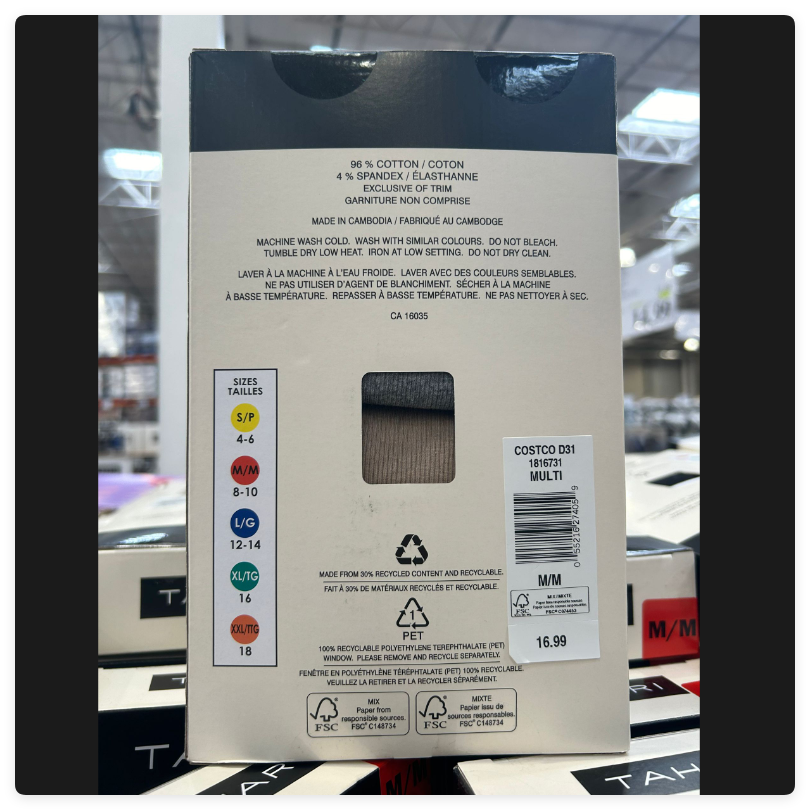 96 % COTTON / COTON
4 % SPANDEX / ÉLASTHANNE
EXCLUSIVE OF TRIM
GARNITURE NON COMPRISE
MADE IN CAMBODIA / FABRIQUÉ AU CAMBODGE
MACHINE WASH COLD. WASH WITH SIMILAR COLOURS. DO NOT BLEACH.
TUMBLE DRY LOW HEAT. IRON AT LOW SETTING. DO NOT DRY CLEAN.
LAVER À LA MACHINE À L'EAU FROIDE. LAVER AVEC DES COULEURS SEMBLABLES.
NE PAS UTILISER D'AGENT DE BLANCHIMENT. SÉCHER À LA MACHINE
À BASSE TEMPÉRATURE. REPASSER À BASSE TEMPÉRATURE. NE PAS NETTOYER À SEC.
CA 16035
SIZES
TAILLES
S/P
4-6
M/M
8-10
L/G
12-14
XL/TG
16
XXL/TTG
18
COSTCO D31
1816731
MULTI
M/M
MIX/MIXTE
FSC
16.99
MADE FROM 30% RECYCLED CONTENT AND RECYCLABLE.
FAIT À 30% DE MATÉRIAUX RECYCLÉS ET RECYCLABLE.
1
PET
100% RECYCLABLE POLYETHYLENE TEREPHTHALATE (PET)
WINDOW. PLEASE REMOVE AND RECYCLE SEPARATELY.
FENÊTRE EN POLYÉTHYLÈNE TÉRÉPHTALATE (PET) 100% RECYCLABLE.
VEUILLEZ LA RETIRER ET LA RECYCLER SÉPARÉMENT.
FSC
MIX
Paper from
responsible sources.
FSC® C148734
FSC
MIXTE
Papier issu de
sources responsables.
FSC® C148734
M/M
M/M
TAH